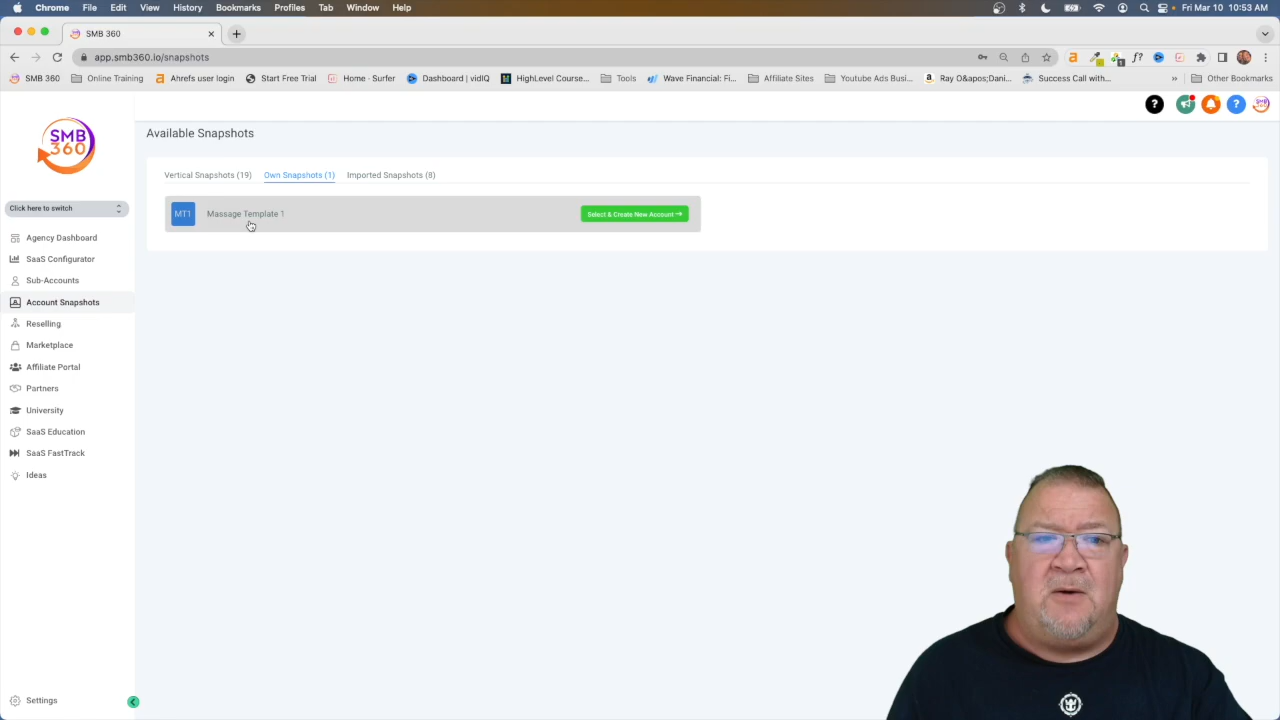 Chrome File Edit View History Bookmarks Profiles Tab Window Help
Fri Mar 10 10:53 AM
SMB 360
app.smb360.io/snapshots
SMB 360 Online Training Ahrefs user login Start Free Trial Home · Surfer Dashboard | vidIQ HighLevel Course... Tools Wave Financial: Fi... Affiliate Sites Youtube Ads Busi... Ray O&apos;Dani... Success Call with... » Other Bookmarks
SMB
360
Available Snapshots
Vertical Snapshots (19) Own Snapshots (1) Imported Snapshots (8)
MT1 Massage Template 1 Select & Create New Account
Click here to switch
Agency Dashboard
SaaS Configurator
Sub-Accounts
Account Snapshots
Reselling
Marketplace
Affiliate Portal
Partners
University
SaaS Education
SaaS FastTrack
Ideas
Settings